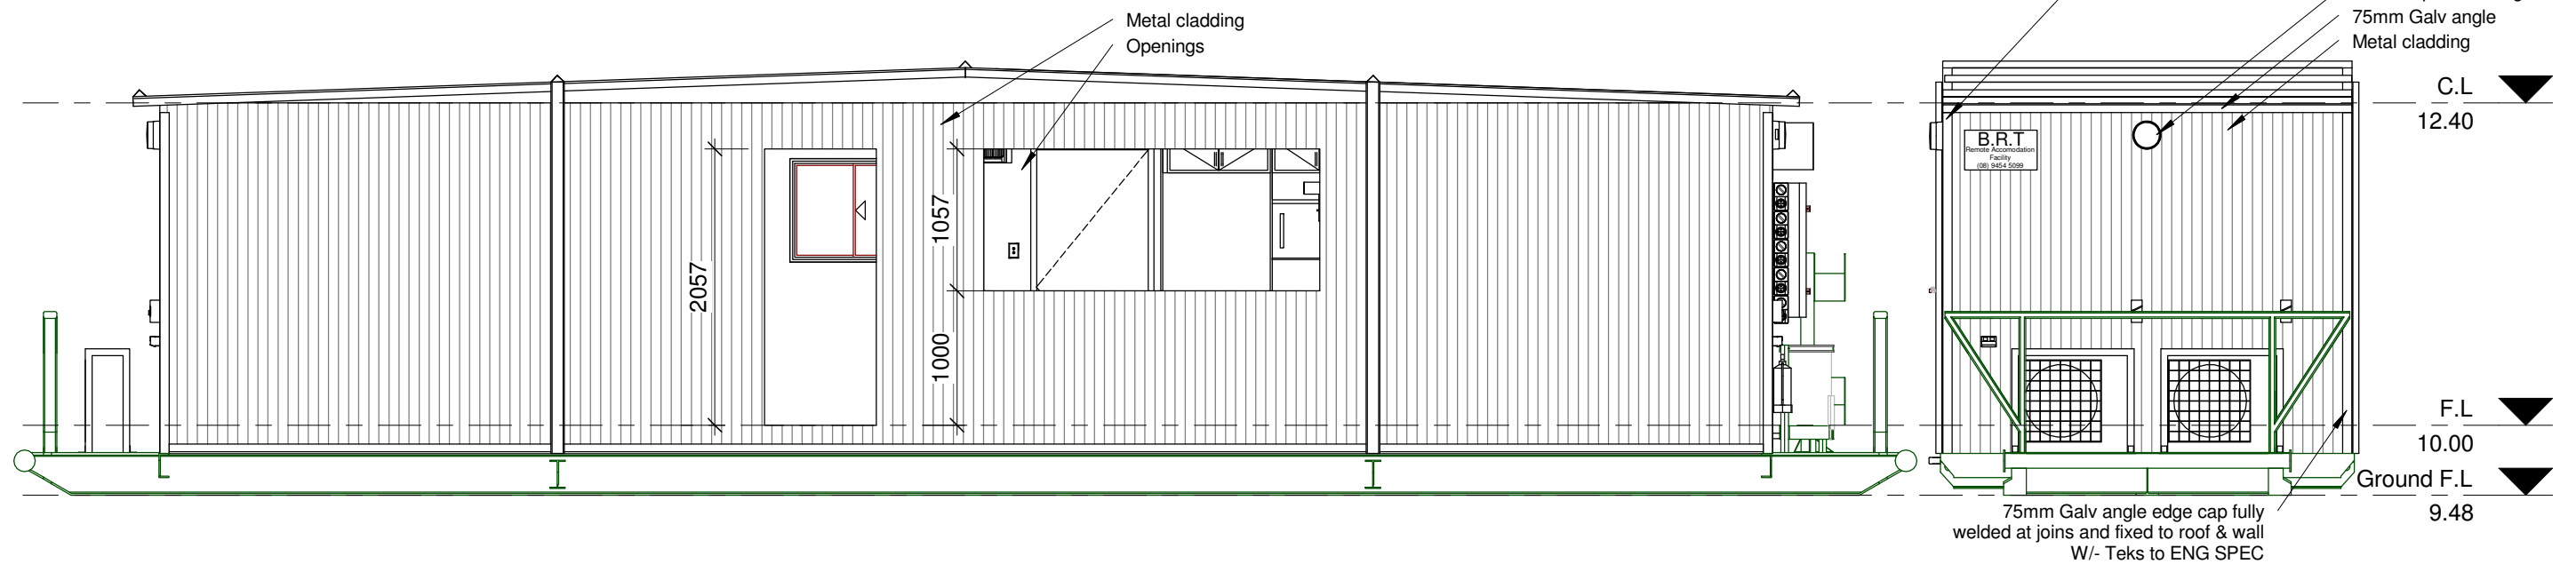 Metal cladding
Openings
2057
1057
1000
75mm Galv angle
Metal cladding
B.R.T
Remote Accomodation
Facility
(08) 9454 5099
C.L
12.40
F.L
10.00
Ground F.L
9.48
75mm Galv angle edge cap fully
welded at joins and fixed to roof & wall
W/- Teks to ENG SPEC